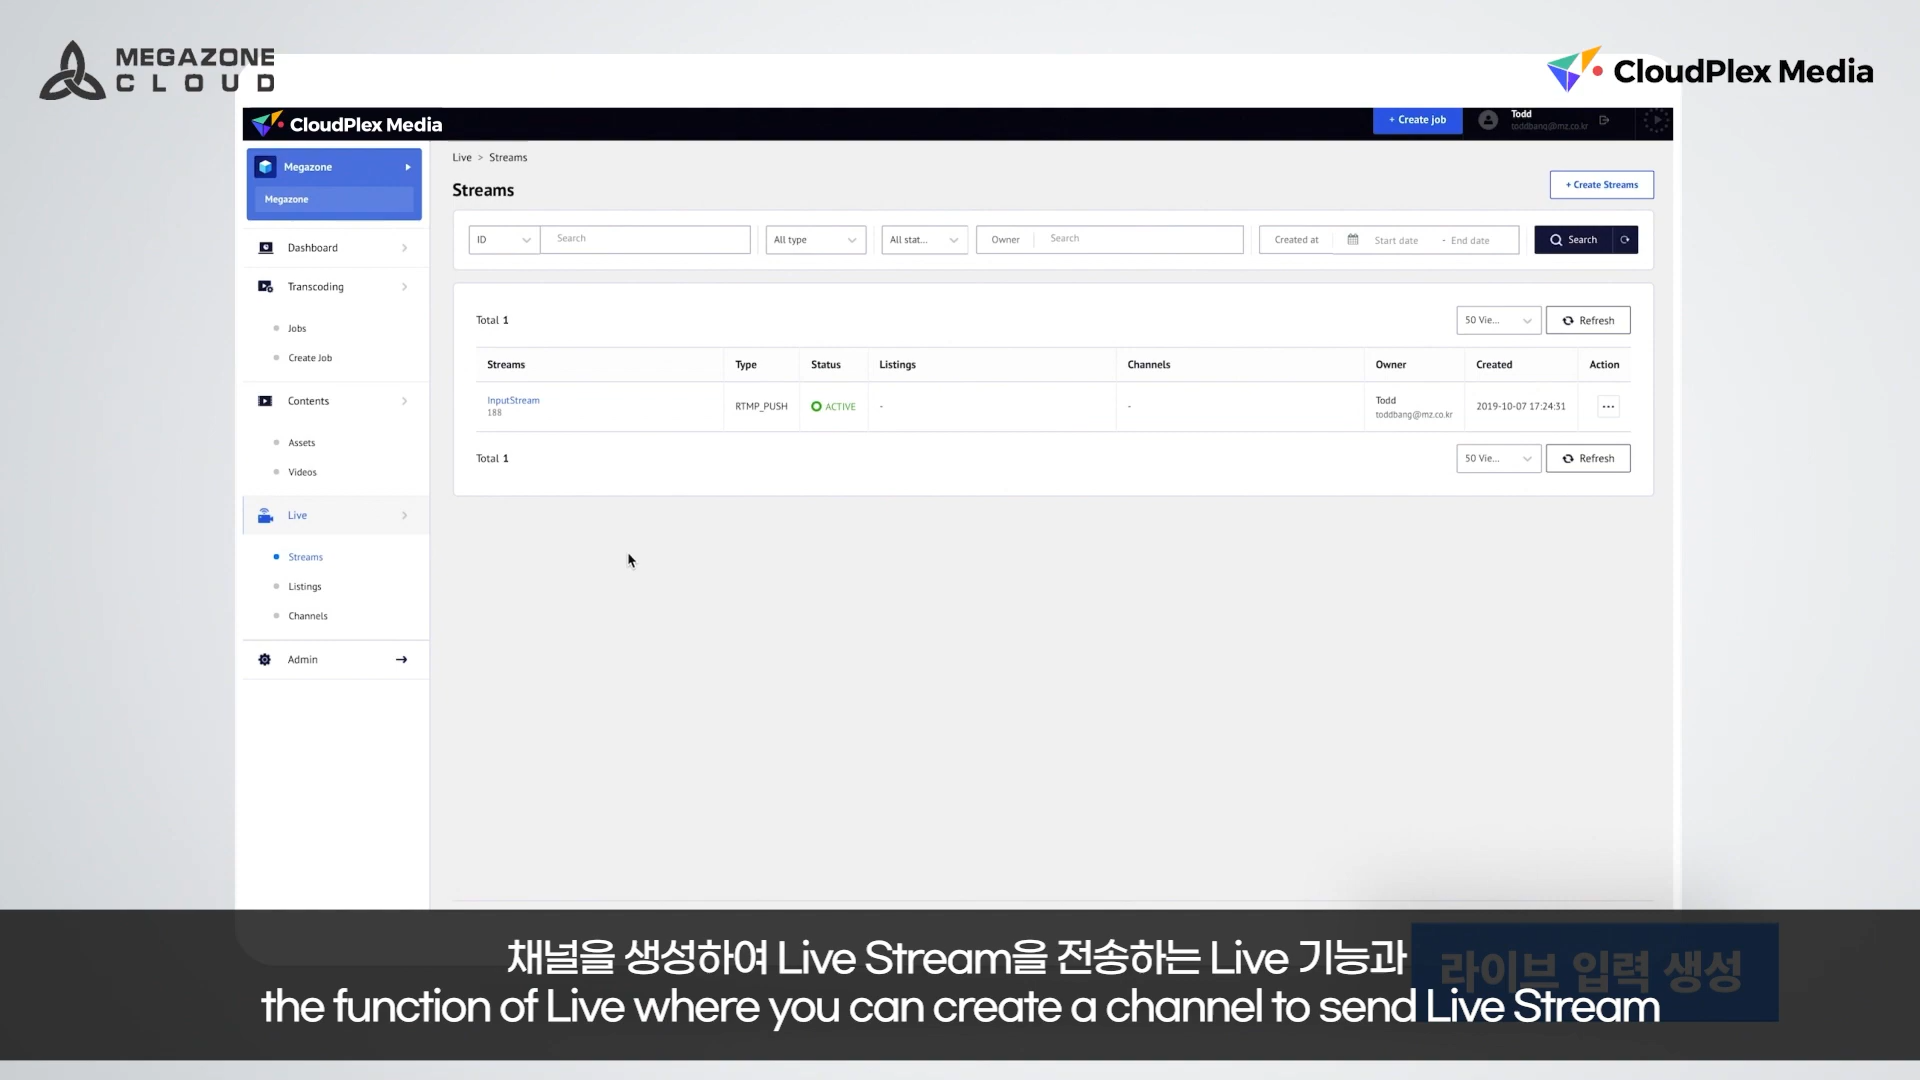 MEGAZONE
CLOUD
CloudPlex Media
CloudPlex Media
+ Create job
Todd
toddbang@mz.co.kr
Megazone
Megazone
Dashboard
Transcoding
Jobs
Create Job
Contents
Assets
Videos
Live
Streams
Listings
Channels
Admin
Live > Streams
Streams
+ Create Streams
ID Search All type All stat... Owner Search Created at Start date - End date Search
Total 1 50 Vie... Refresh
Streams Type Status Listings Channels Owner Created Action
InputStream RTMP_PUSH ACTIVE - - Todd 2019-10-07 17:24:31 ...
188 toddbang@mz.co.kr
Total 1 50 Vie... Refresh
라이브 입력 생성
채널을 생성하여 Live Stream을 전송하는 Live 기능과
the function of Live where you can create a channel to send Live Stream